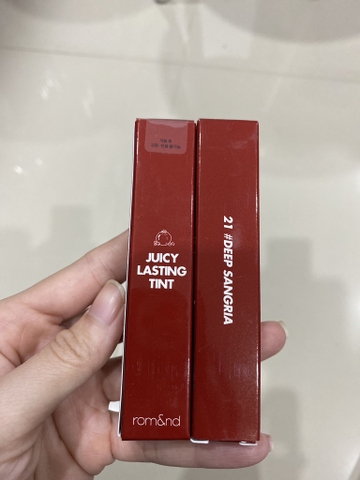 JUICY
LASTING
TINT
rom&nd
21 #DEEP SANGRIA